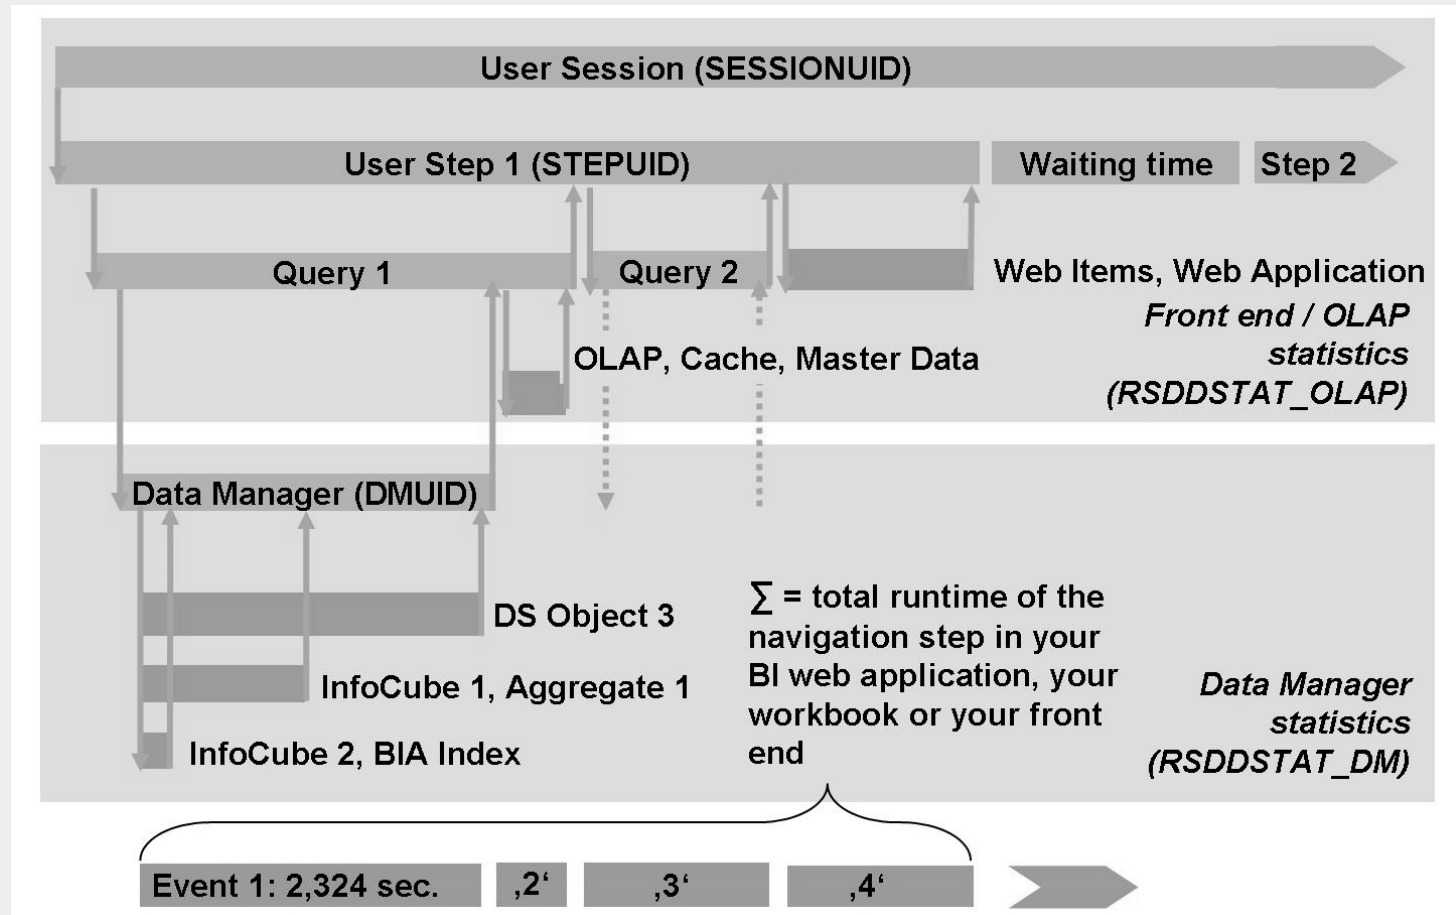 User Session (SESSIONUID)
User Step 1 (STEPUID)
Waiting time
Step 2
Query 1
Query 2
Web Items, Web Application
Front end / OLAP
statistics
(RSDDSTAT_OLAP)
OLAP, Cache, Master Data
Data Manager (DMUID)
DS Object 3
InfoCube 1, Aggregate 1
InfoCube 2, BIA Index
∑ = total runtime of the
navigation step in your
BI web application, your
workbook or your front
end
Data Manager
statistics
(RSDDSTAT_DM)
Event 1: 2,324 sec.
‚2‘
‚3‘
‚4‘